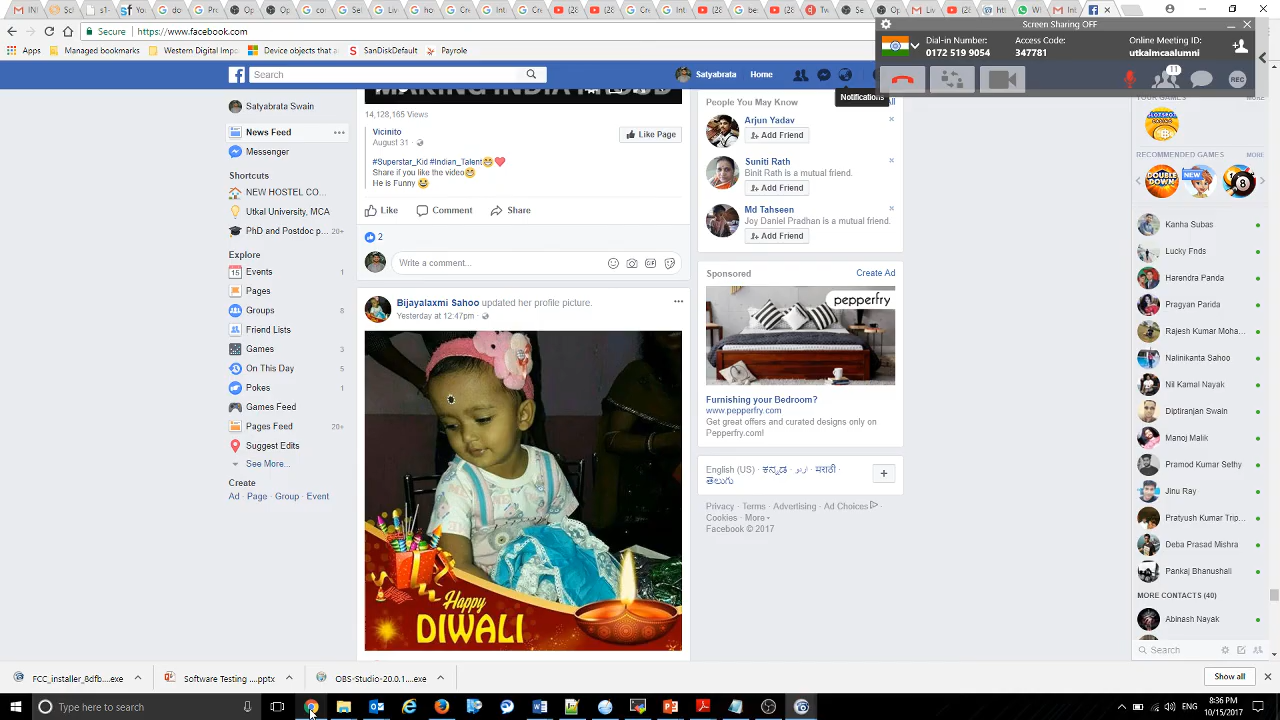 Screen Sharing OFF
Dial-in Number:
0172 519 9054
Access Code:
347781
Online Meeting ID:
utkalmcaalumni
11
REC
Secure
https://www.facebook.com
Apps
Managed bookmarks
SanDiskDefault
Payrole
Search
Satyabrata
Home
Notifications
Satyabrata Swain
News Feed
Messenger
Shortcuts
NEW HOSTEL CO...
Utkal University, MCA
PhD and Postdoc p...
20+
Explore
Events
1
Pages
Groups
8
Friend Lists
Games
3
On This Day
5
Pokes
1
Games Feed
Pages Feed
20+
Suggest Edits
See More...
Create
Ad · Page · Group · Event
14,128,165 Views
Vicinito
August 31
Like Page
#Superstar_Kid #Indian_Talent
Share if you like the video
He is Funny
Like
Comment
Share
2
Write a comment...
Bijayalaxmi Sahoo updated her profile picture.
Yesterday at 12:47pm
Happy
DIWALI
People You May Know
Arjun Yadav
Add Friend
Suniti Rath
Binit Rath is a mutual friend.
Add Friend
Md Tahseen
Joy Daniel Pradhan is a mutual friend.
Add Friend
Sponsored
Create Ad
pepperfry
Furnishing your Bedroom?
www.pepperfry.com
Get great offers and curated designs only on
Pepperfry.com!
English (US) · ಕನ್ನಡ · اردو · मराठी ·
తెలుగు
Privacy · Terms · Advertising · Ad Choices
Cookies · More
Facebook © 2017
YOUR GAMES
RECOMMENDED GAMES
MORE
DOUBLE
DOWN
NEW
Kanha Subas
Lucky Fnds
Harendra Panda
Pragyan Parida
Rajesh Kumar Moha...
Nalinikanta Sahoo
Nil Kamal Nayak
Diptiranjan Swain
Manoj Malik
Pramod Kumar Sethy
Jinu Ray
Pratyush Kumar Trip...
Deba Prasad Mishra
Pankaj Bhanushali
MORE CONTACTS (40)
Abinash Nayak
Search
FCC_installer_8dfb....exe
Software Testing ....pptx
OBS-Studio-20.0.1....exe
Show all
Type here to search
ENG
8:36 PM
10/15/2017